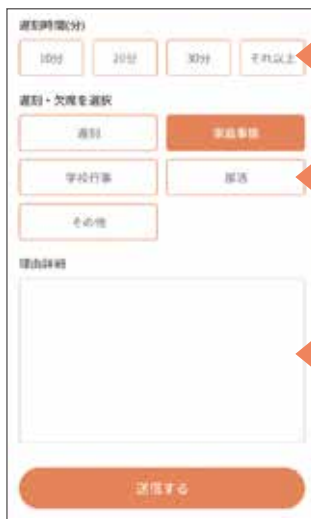 遅刻時間(分)
10分 20分 30分 それ以上
遅刻・欠席を選択
遅刻 家庭事情
学校行事 部活
その他
理由詳細
送信する